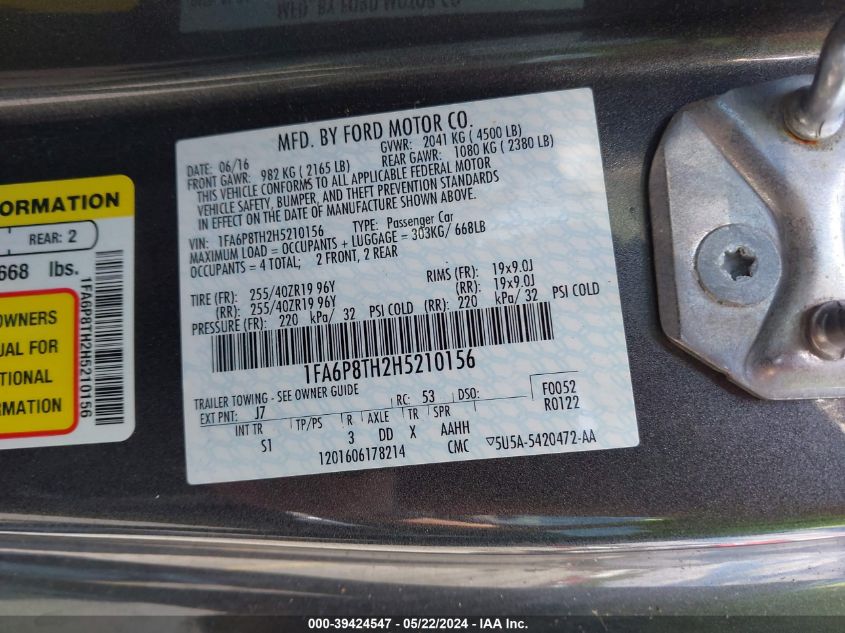 MFD. BY FORD MOTOR CO.
MFD. BY FORD MOTOR CO.
DATE: 06/16 GVWR: 2041 KG ( 4500 LB)
FRONT GAWR: 982 KG ( 2165 LB) REAR GAWR: 1080 KG ( 2380 LB)
THIS VEHICLE CONFORMS TO ALL APPLICABLE FEDERAL MOTOR
VEHICLE SAFETY, BUMPER, AND THEFT PREVENTION STANDARDS
IN EFFECT ON THE DATE OF MANUFACTURE SHOWN ABOVE.
VIN: 1FA6P8TH2H5210156 TYPE: Passenger Car
MAXIMUM LOAD = OCCUPANTS + LUGGAGE = 303KG/ 668LB
OCCUPANTS = 4 TOTAL; 2 FRONT, 2 REAR
TIRE (FR): 255/40ZR19 96Y RIMS (FR): 19x9.0J
(RR): 255/40ZR19 96Y (RR): 19x9.0J
PRESSURE (FR): 220 kPa/ 32 PSI COLD (RR): 220 kPa/ 32 PSI COLD
1FA6P8TH2H5210156
TRAILER TOWING - SEE OWNER GUIDE
EXT PNT: J7 RC: 53 DSO: F0052
R0122
INT TR TP/PS R AXLE TR SPR
S1 3 DD X AAHH
1201606178214 CMC ▽5U5A-5420472-AA
ORMATION
REAR: 2
668 lbs.
OWNERS
UAL FOR
TIONAL
RMATION
1FA6P8TH2H5210156
000-39424547 - 05/22/2024 - IAA Inc.